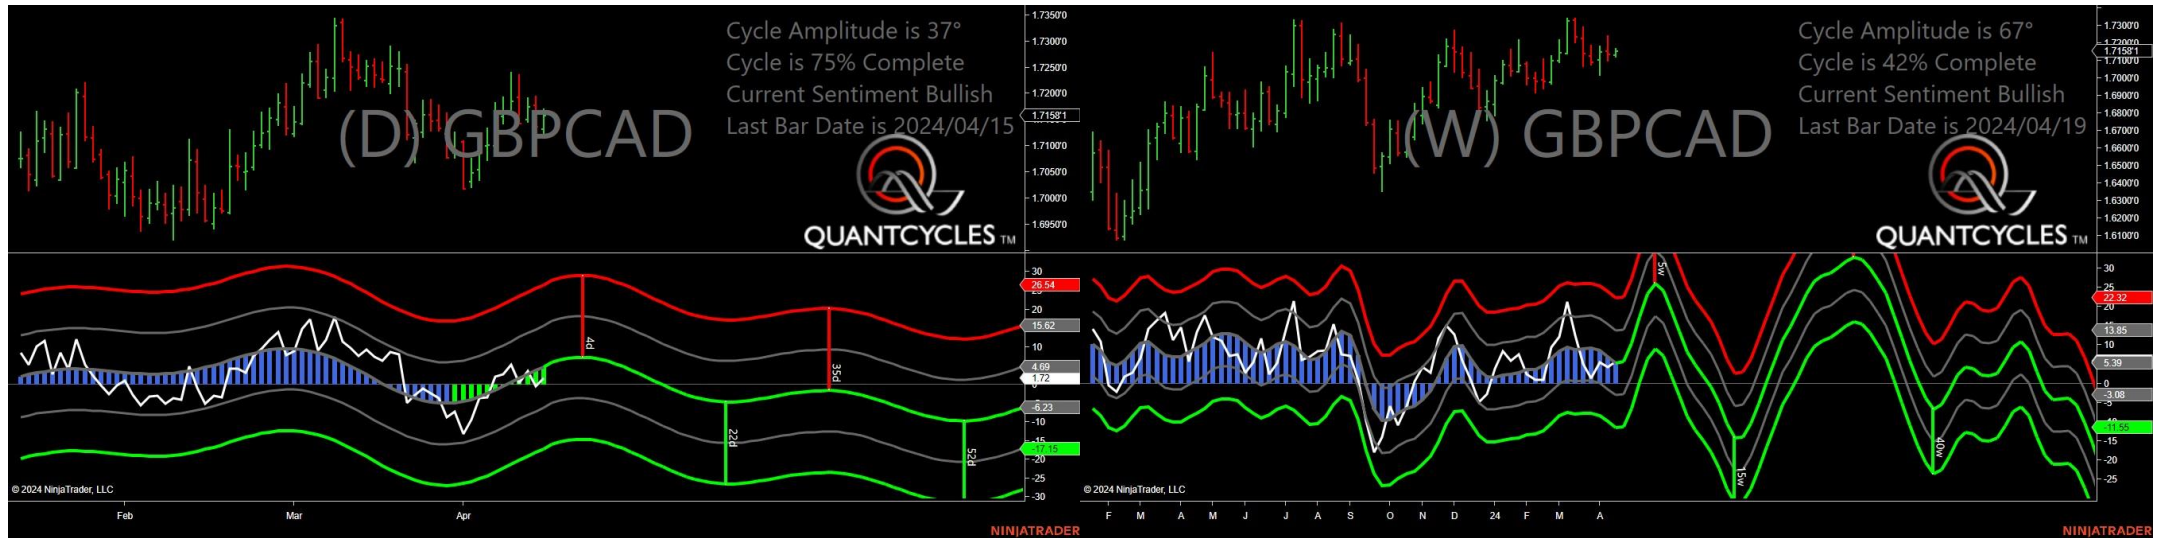 Cycle Amplitude is 37°
Cycle is 75% Complete
Current Sentiment Bullish
Last Bar Date is 2024/04/15
(D) GBPCAD
QUANTCYCLES TM
1.7350'0
1.7300'0
1.7250'0
1.7200'0
1.7158'1
1.7100'0
1.7050'0
1.7000'0
1.6950'0
30
26.54
20
15.62
10
4.69
1.72
-6.23
-10
-15
-17.15
-20
-25
-30
4d
22d
35d
52d
© 2024 NinjaTrader, LLC
Feb
Mar
Apr
NINJATRADER
Cycle Amplitude is 67°
Cycle is 42% Complete
Current Sentiment Bullish
Last Bar Date is 2024/04/19
(W) GBPCAD
QUANTCYCLES TM
1.7300'0
1.7158'1
1.7100'0
1.7000'0
1.6900'0
1.6800'0
1.6700'0
1.6600'0
1.6500'0
1.6400'0
1.6300'0
1.6200'0
1.6100'0
30
25
22.32
13.85
10
5.39
0
-3.08
-5
-11.55
-15
-20
-25
5w
15w
40w
© 2024 NinjaTrader, LLC
F
M
A
M
J
J
A
S
O
N
D
24
F
M
A
NINJATRADER